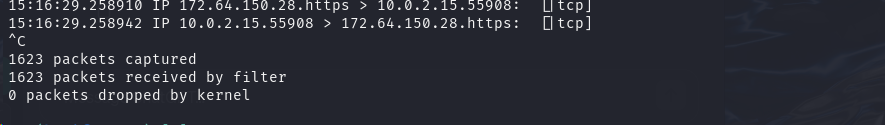 15:16:29.258910 IP 172.64.150.28.https > 10.0.2.15.55908:  [|tcp]
15:16:29.258942 IP 10.0.2.15.55908 > 172.64.150.28.https:  [|tcp]
^C
1623 packets captured
1623 packets received by filter
0 packets dropped by kernel